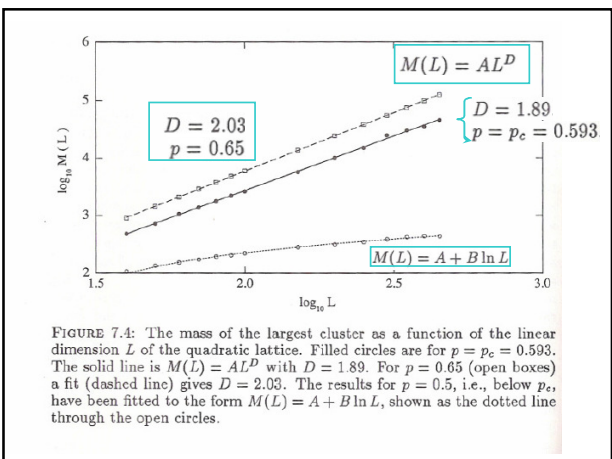 6
5
4
3
2
1.5
2.0
2.5
3.0
log₁₀ M ( L )
log₁₀ L
M(L) = AL^D
D = 2.03
p = 0.65
D = 1.89
p = p_c = 0.593
M(L) = A + B ln L
FIGURE 7.4: The mass of the largest cluster as a function of the linear
dimension L of the quadratic lattice. Filled circles are for p = p_c = 0.593.
The solid line is M(L) = AL^D with D = 1.89. For p = 0.65 (open boxes)
a fit (dashed line) gives D = 2.03. The results for p = 0.5, i.e., below p_c,
have been fitted to the form M(L) = A + B ln L, shown as the dotted line
through the open circles.